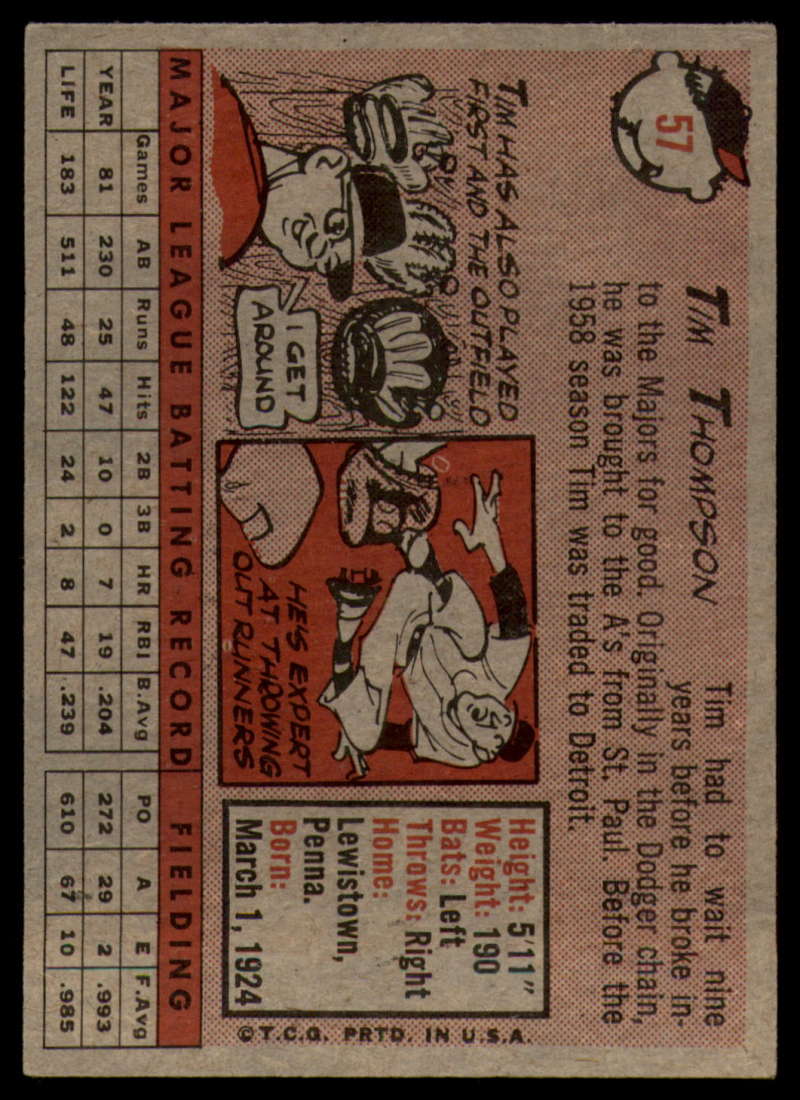 57
TIM THOMPSON
Tim had to wait nine
years before he broke in-
to the Majors for good. Originally in the Dodger chain,
he was brought to the A's from St. Paul. Before the
1958 season Tim was traded to Detroit.
TIM HAS ALSO PLAYED
FIRST AND THE OUTFIELD
I GET
AROUND
HE'S EXPERT
AT THROWING
OUT RUNNERS
Height: 5'11"
Weight: 190
Bats: Left
Throws: Right
Home:
Lewistown,
Penna.
Born:
March 1, 1924
©T.C.G. PRTD. IN U.S.A.
MAJOR LEAGUE BATTING RECORD FIELDING
Games AB Runs Hits 2B 3B HR RBI B.Avg PO A E F.Avg
YEAR 81 230 25 47 10 0 7 19 .204 272 29 2 .993
LIFE 183 511 48 122 24 2 8 47 .239 610 67 10 .985